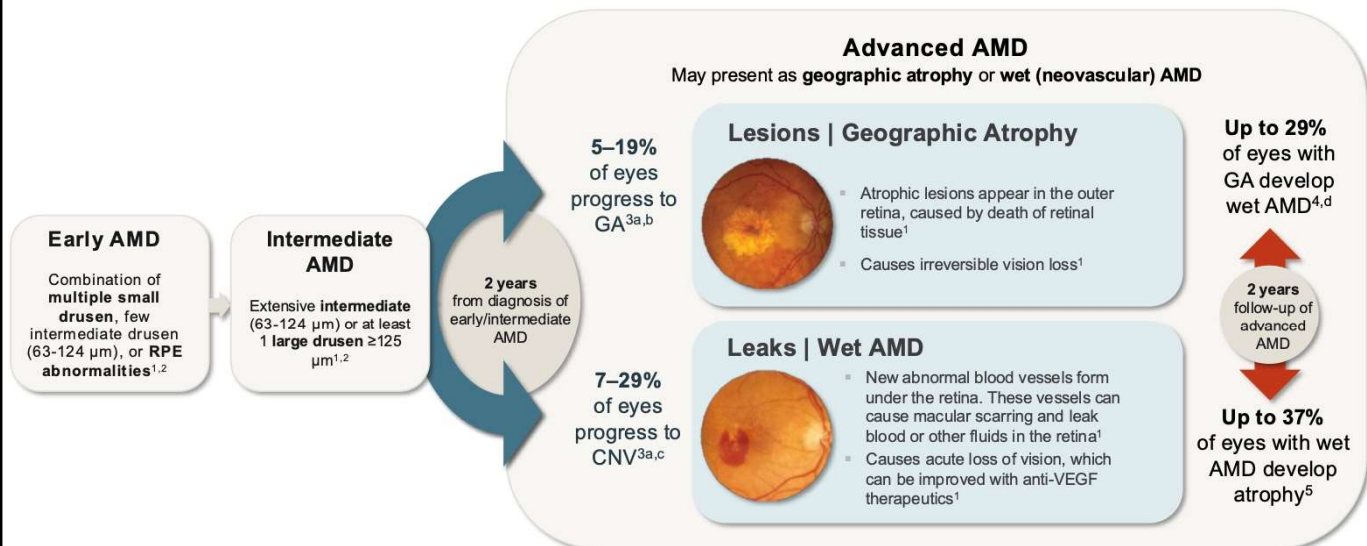 Advanced AMD
May present as geographic atrophy or wet (neovascular) AMD
Early AMD
Combination of
multiple small
drusen, few
intermediate drusen
(63-124 µm), or RPE
abnormalities1,2
Intermediate
AMD
Extensive intermediate
(63-124 µm) or at least
1 large drusen ≥125
µm1,2
2 years
from diagnosis of
early/intermediate
AMD
5–19%
of eyes
progress to
GA3a,b
7–29%
of eyes
progress to
CNV3a,c
Lesions | Geographic Atrophy
Atrophic lesions appear in the outer
retina, caused by death of retinal
tissue1
Causes irreversible vision loss1
Leaks | Wet AMD
New abnormal blood vessels form
under the retina. These vessels can
cause macular scarring and leak
blood or other fluids in the retina1
Causes acute loss of vision, which
can be improved with anti-VEGF
therapeutics1
Up to 29%
of eyes with
GA develop
wet AMD4,d
2 years
follow-up of
advanced
AMD
Up to 37%
of eyes with wet
AMD develop
atrophy5